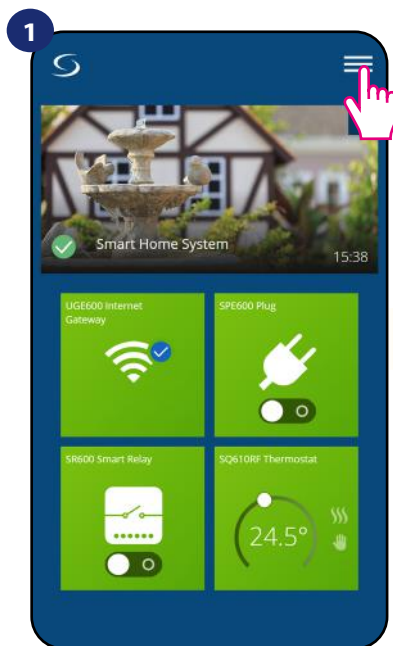 1
Smart Home System
15:38
UGE600 Internet
Gateway
SPE600 Plug
SR600 Smart Relay
SQ610RF Thermostat
24.5°